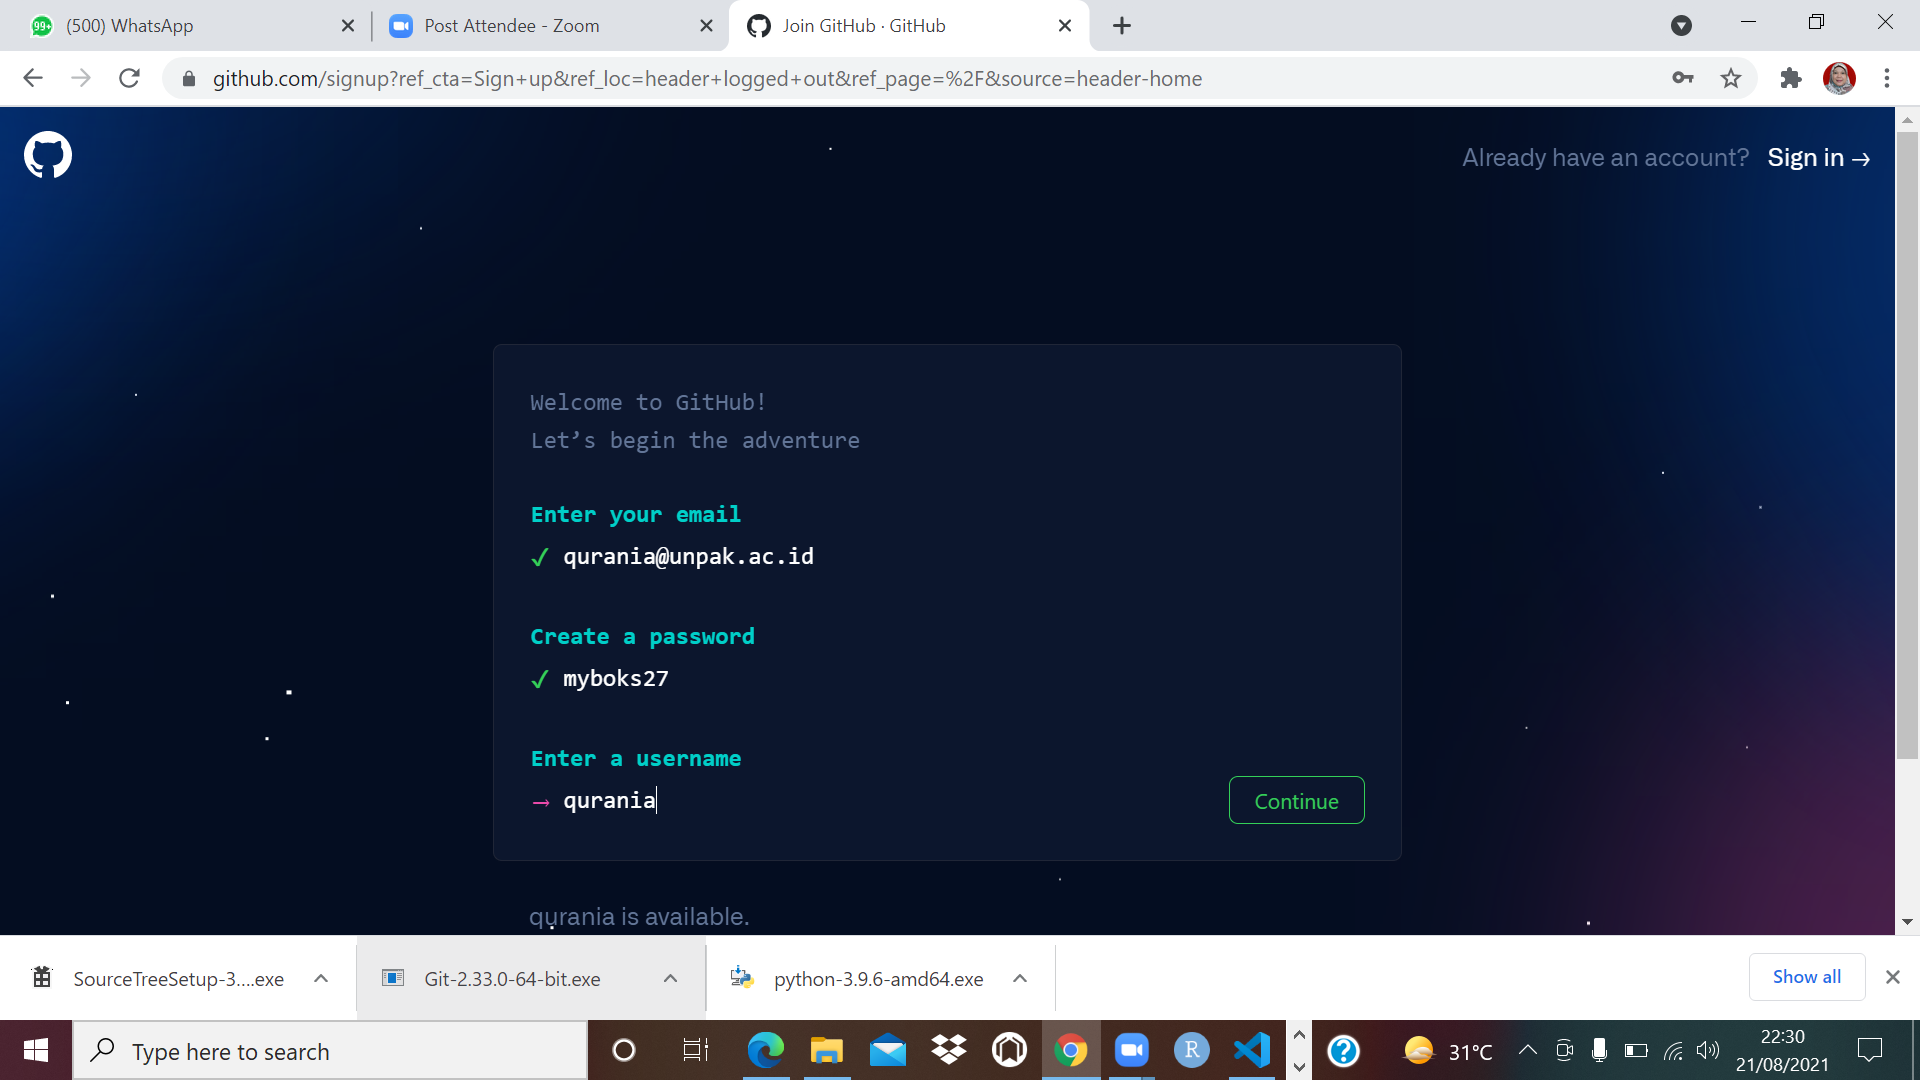 (500) WhatsApp
Post Attendee - Zoom
Join GitHub · GitHub
github.com/signup?ref_cta=Sign+up&ref_loc=header+logged+out&ref_page=%2F&source=header-home
Already have an account? Sign in →
Welcome to GitHub!
Let’s begin the adventure
Enter your email
✓ qurania@unpak.ac.id
Create a password
✓ myboks27
Enter a username
→ qurania
Continue
qurania is available.
SourceTreeSetup-3....exe
Git-2.33.0-64-bit.exe
python-3.9.6-amd64.exe
Show all
Type here to search
R
31°C
22:30
21/08/2021
99+